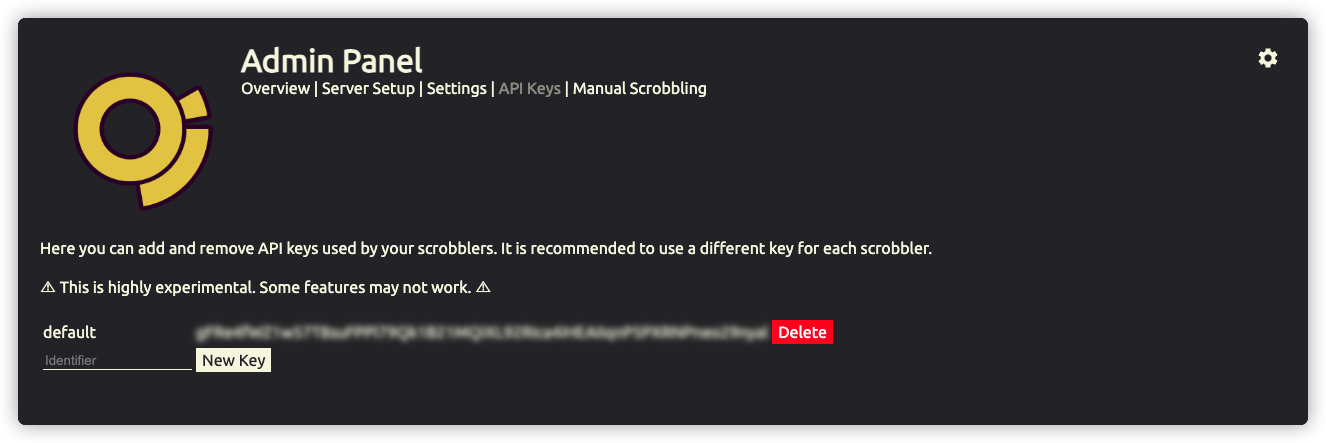 Admin Panel
Overview | Server Setup | Settings | API Keys | Manual Scrobbling
Here you can add and remove API keys used by your scrobblers. It is recommended to use a different key for each scrobbler.
⚠ This is highly experimental. Some features may not work. ⚠
default Delete
Identifier New Key